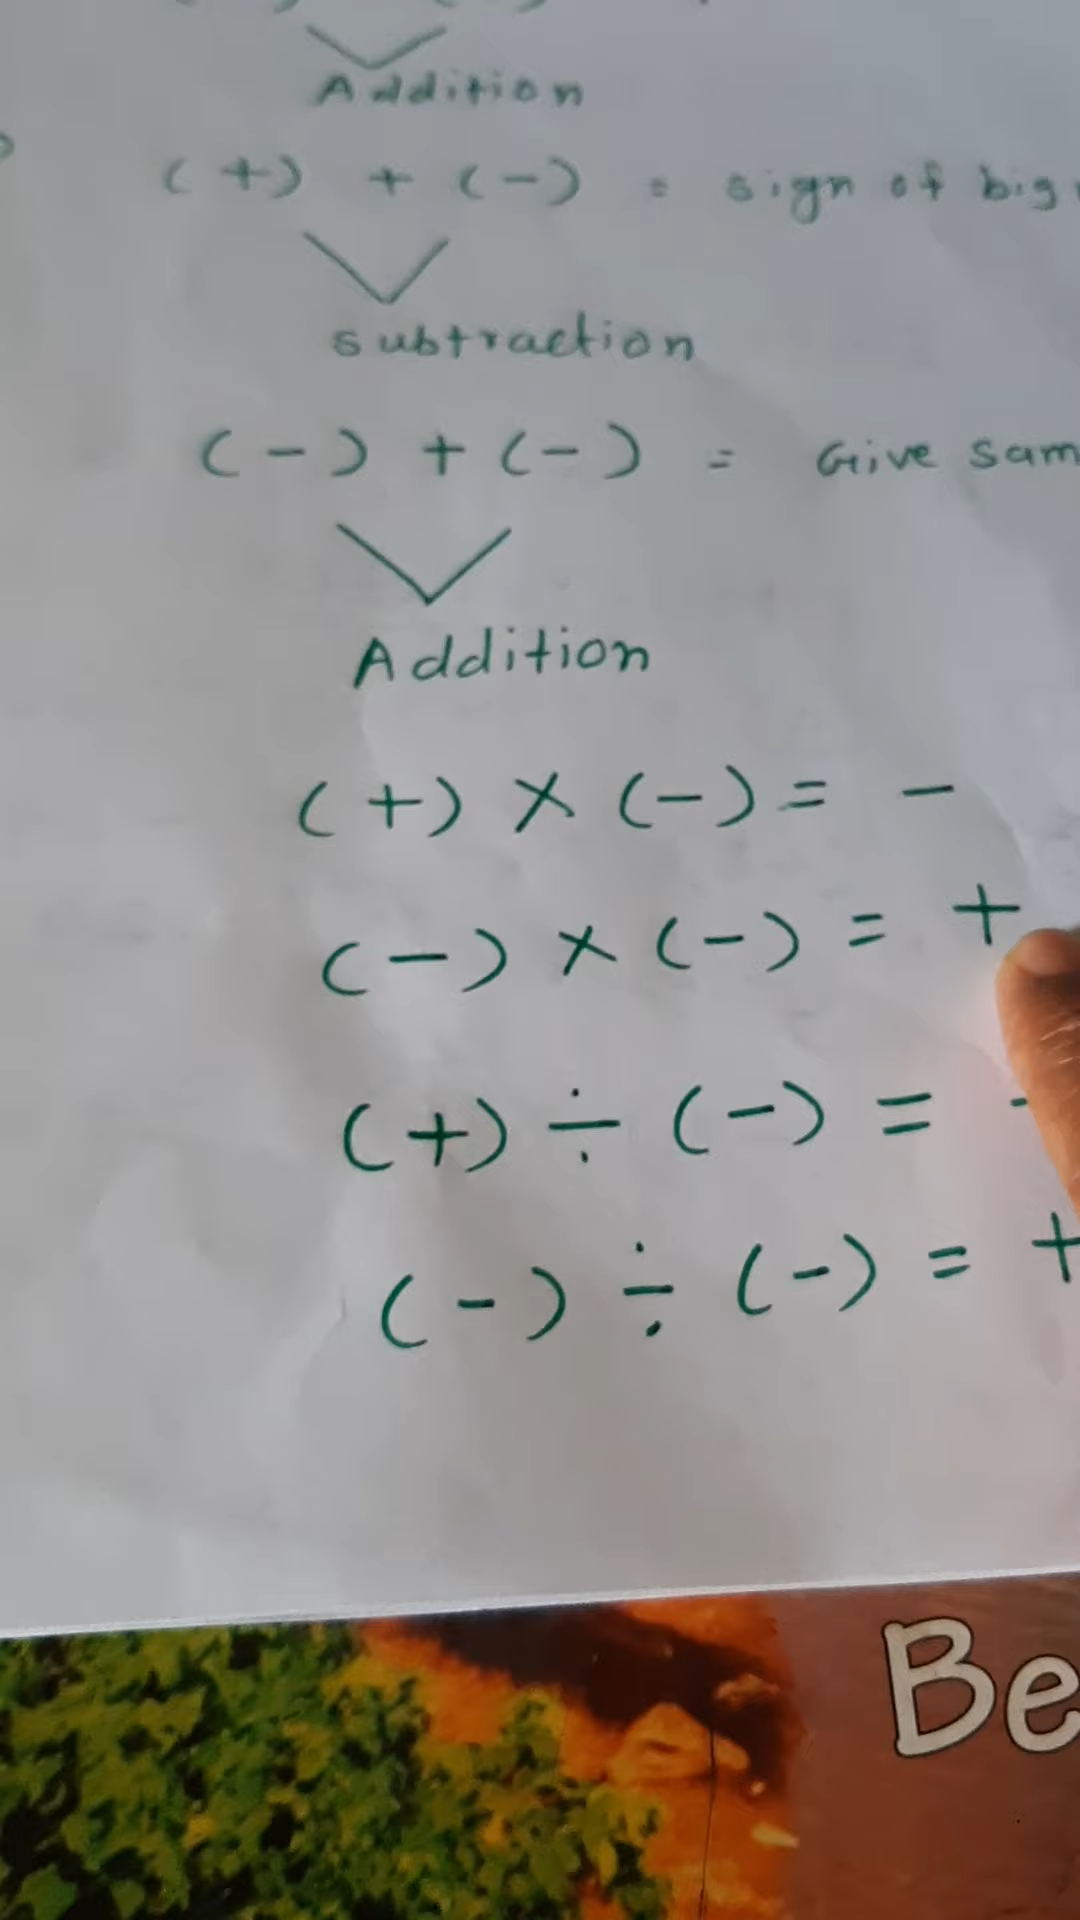 Addition
(+) + (-) = sign of big
subtraction
(-) + (-) = Give sam
Addition
(+) × (-) = -
(-) × (-) = +
(+) ÷ (-) = -
(-) ÷ (-) = +
Be